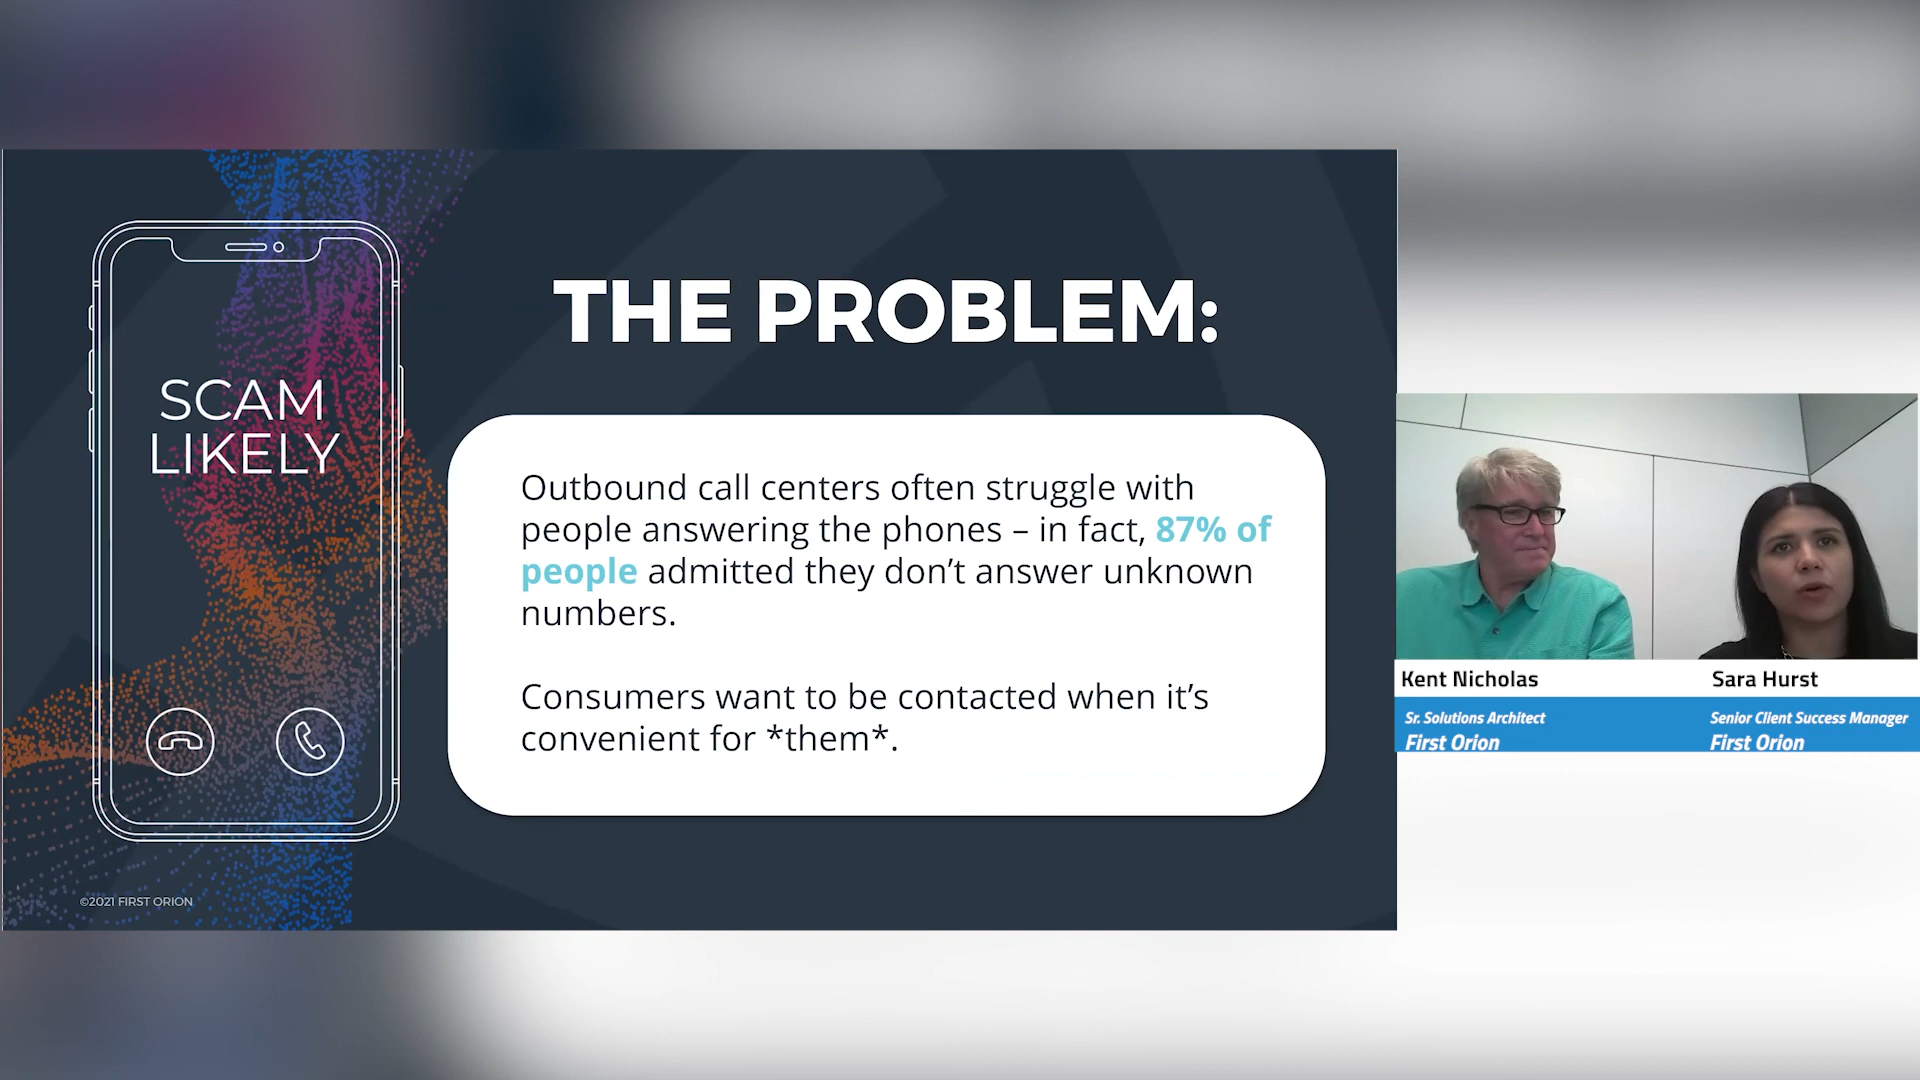 THE PROBLEM:
SCAM
LIKELY
Outbound call centers often struggle with
people answering the phones – in fact, 87% of
people admitted they don’t answer unknown
numbers.
Consumers want to be contacted when it’s
convenient for *them*.
©2021 FIRST ORION
Kent Nicholas
Sr. Solutions Architect
First Orion
Sara Hurst
Senior Client Success Manager
First Orion